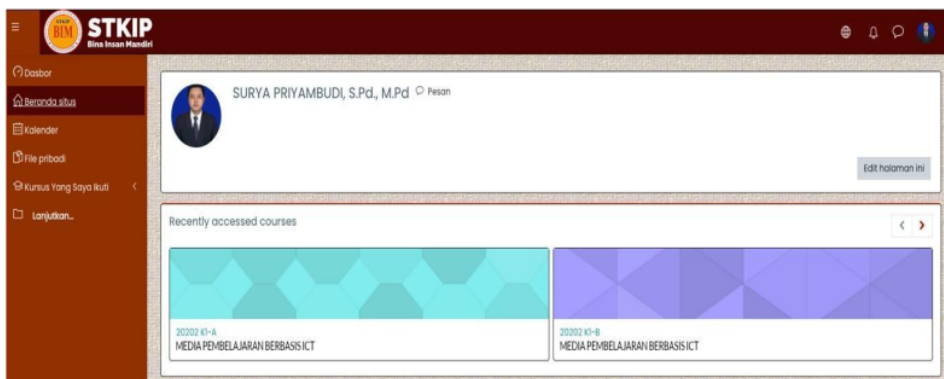 STKIP
BIM
STKIP
Bina Insan Mandiri
Dasbor
Beranda situs
Kalender
File pribadi
Kursus Yang Saya Ikuti
Lanjutkan...
SURYA PRIYAMBUDI, S.Pd., M.Pd Pesan
Edit halaman ini
Recently accessed courses
20202 K1-A
MEDIA PEMBELAJARAN BERBASIS ICT
20202 K1-B
MEDIA PEMBELAJARAN BERBASIS ICT